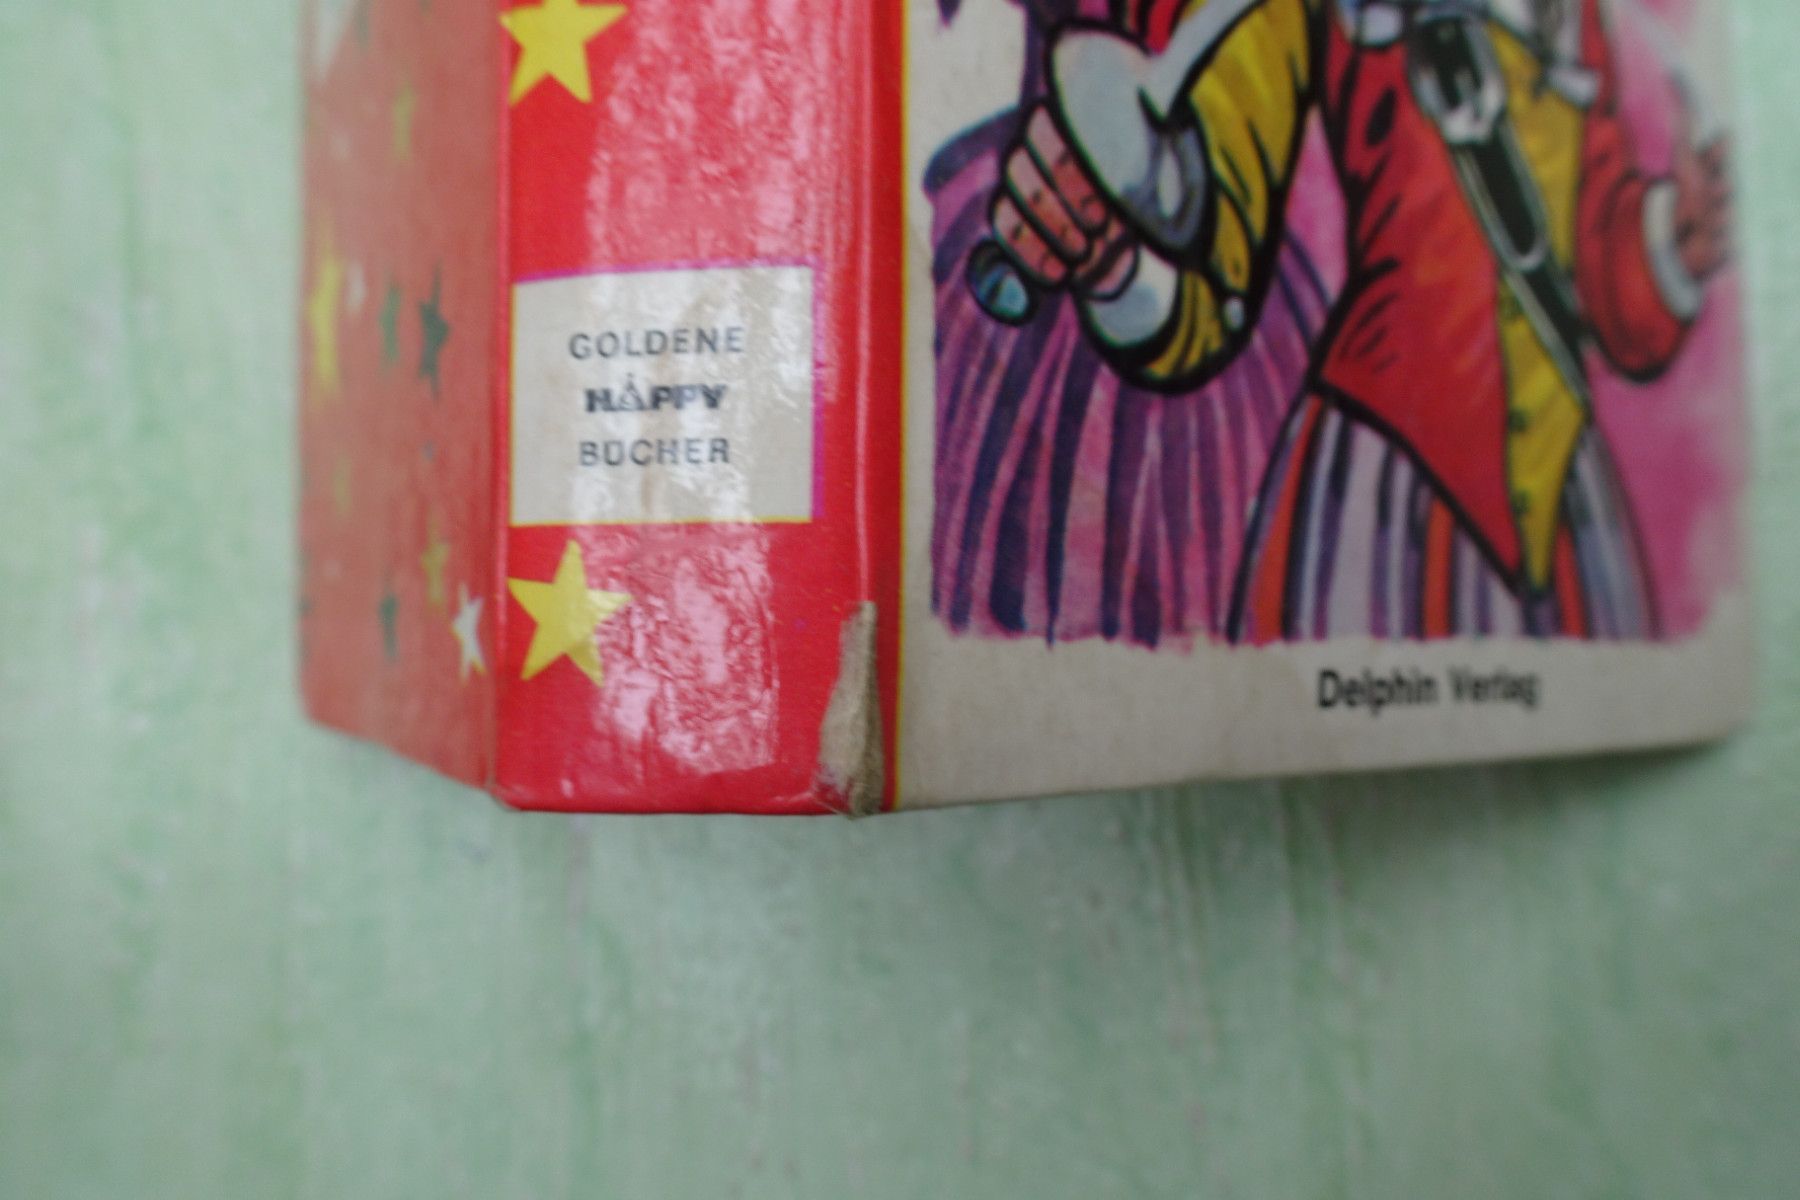 GOLDENE
HAPPY
BÜCHER
Delphin Verlag